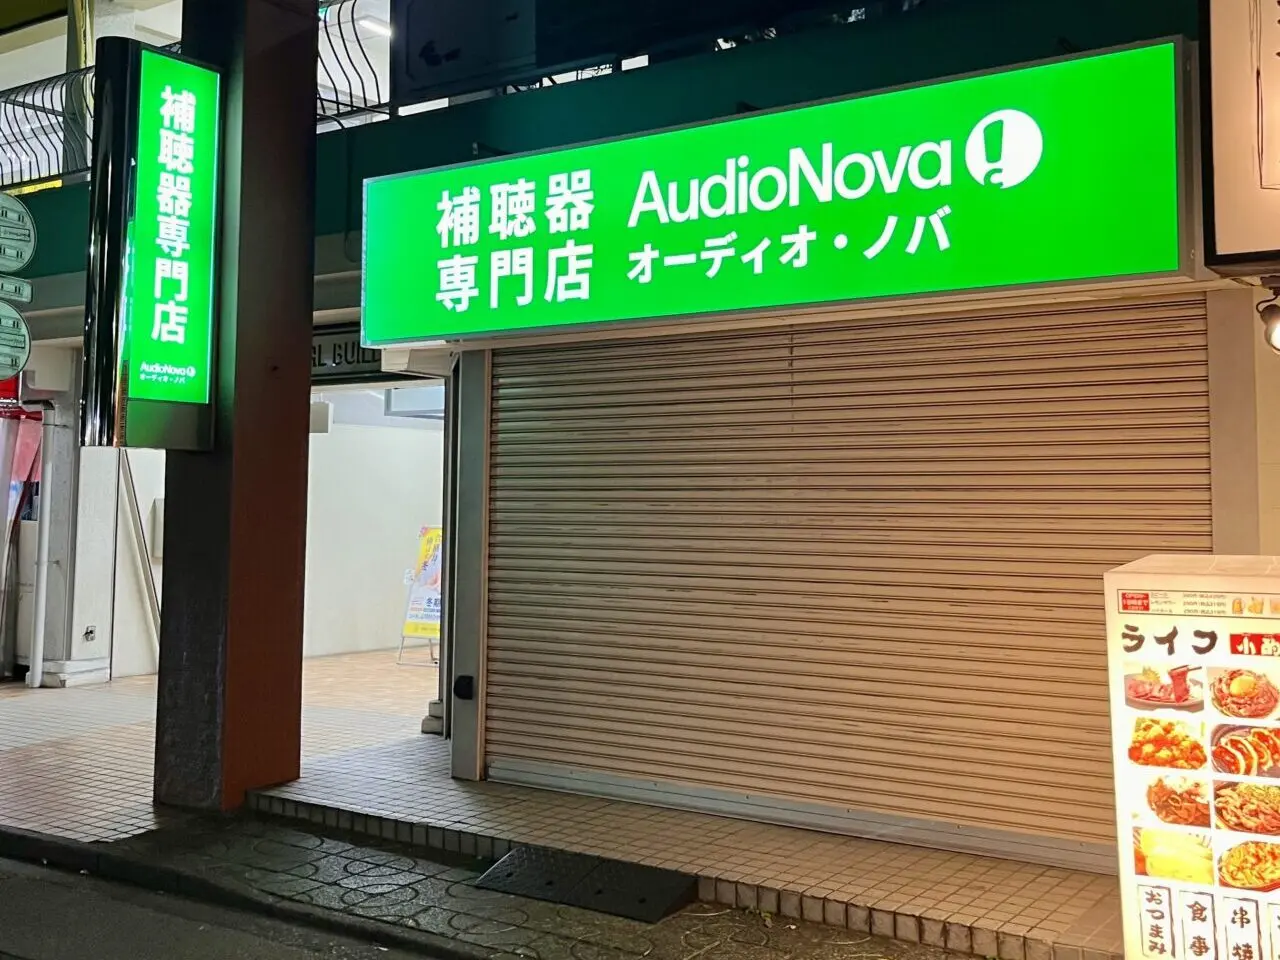 補聴器専門店
AudioNova
オーディオ・ノバ
補聴器
専門店
AudioNova
オーディオ・ノバ
ライフ
おつまみ
食事
串焼